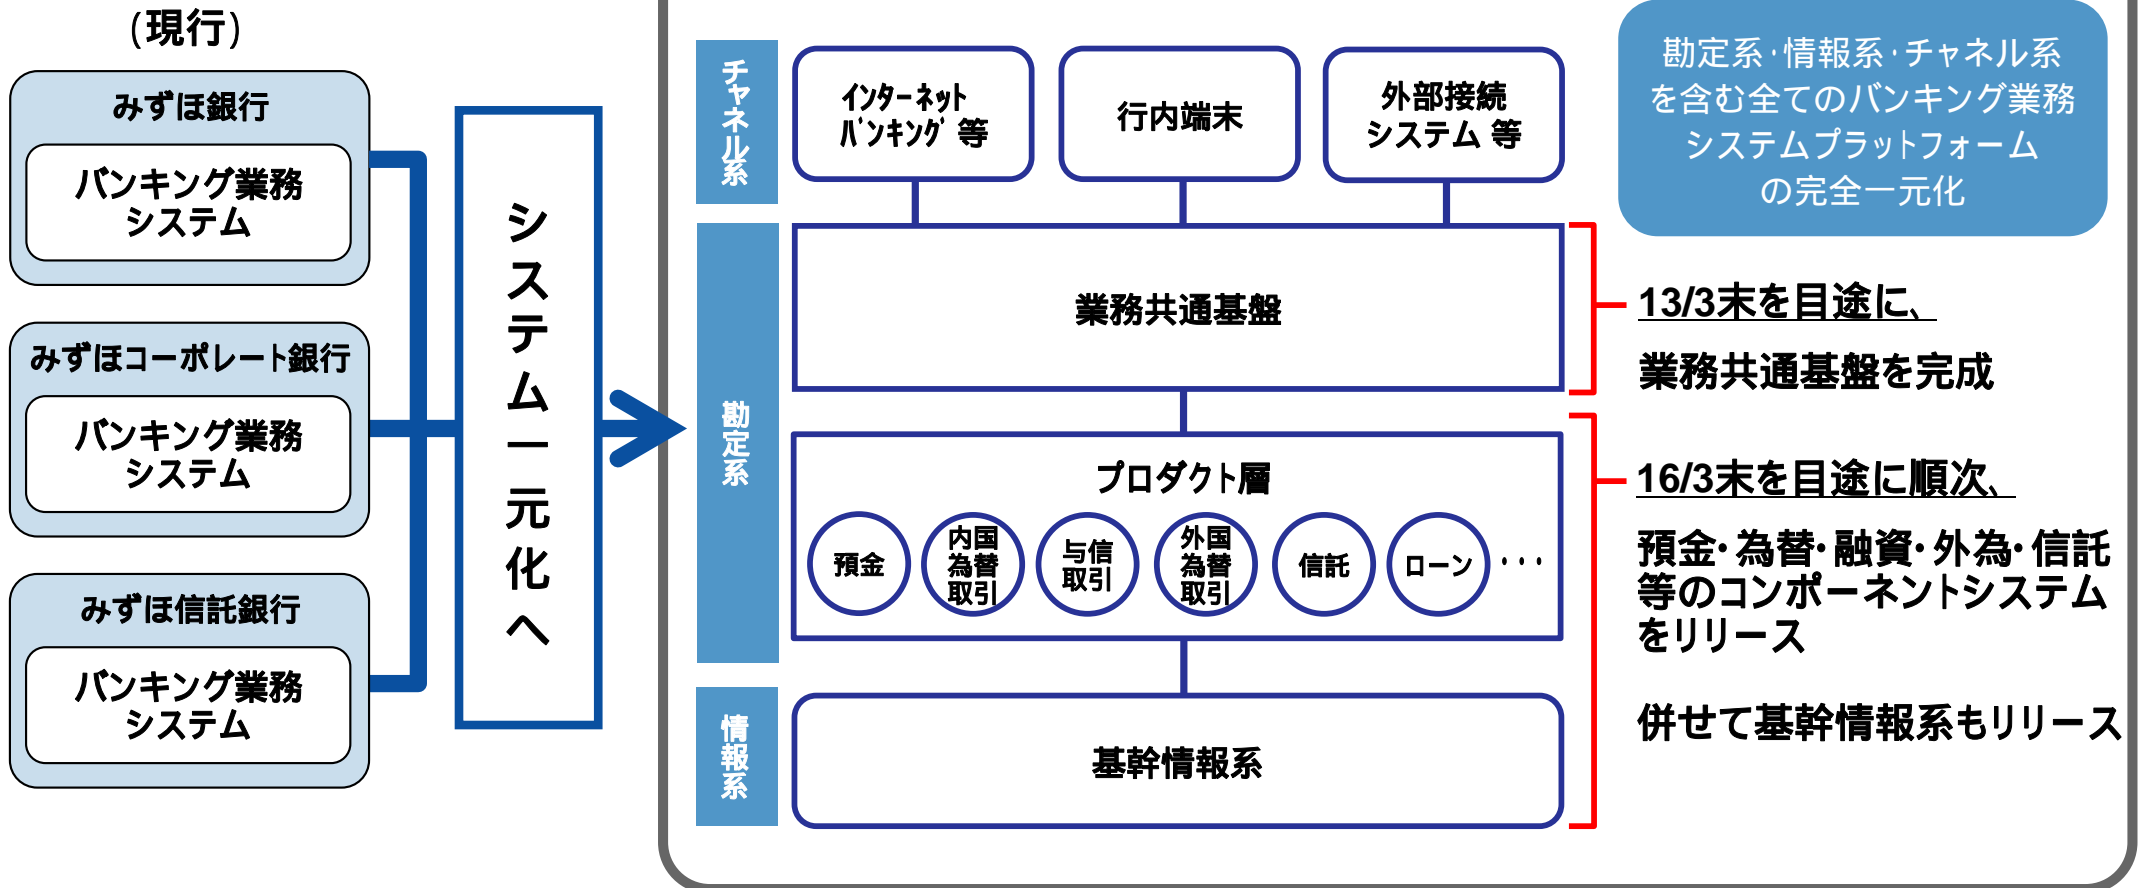 (現行)
みずほ銀行
バンキング業務
システム
みずほコーポレート銀行
バンキング業務
システム
みずほ信託銀行
バンキング業務
システム
システム一元化へ
チャネル系
インターネット
バンキング 等
行内端末
外部接続
システム 等
勘定系
業務共通基盤
プロダクト層
預金
内国
為替
取引
与信
取引
外国
為替
取引
信託
ローン
・・・
情報系
基幹情報系
勘定系・情報系・チャネル系
を含む全てのバンキング業務
システムプラットフォーム
の完全一元化
13/3末を目途に、
業務共通基盤を完成
16/3末を目途に順次、
預金・為替・融資・外為・信託
等のコンポーネントシステム
をリリース
併せて基幹情報系もリリース